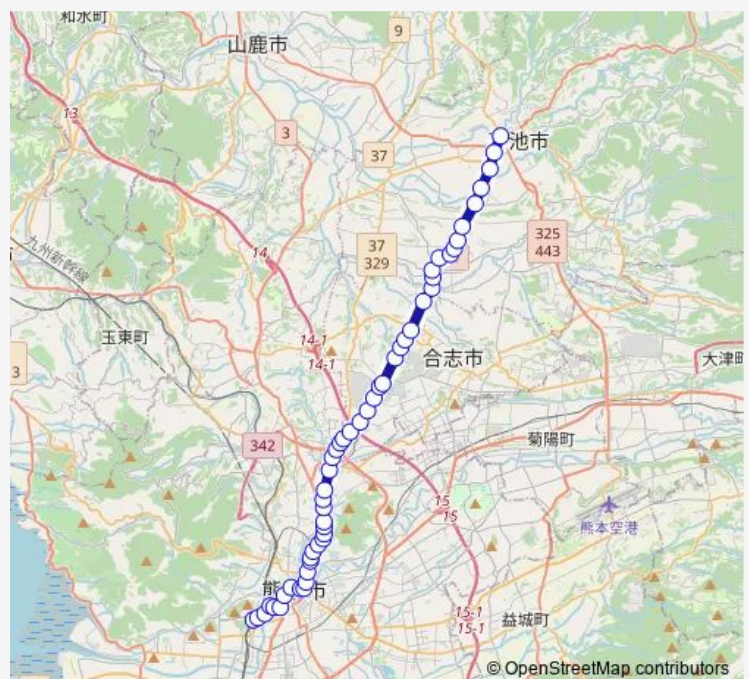 和水町
9
山鹿市
13
3
37
池市
325
443
37
329
九州新幹線
14
玉東町
14-1
14-1
合志市
大津町
3
342
菊陽町
15
15
熊本空港
熊 市
15-1
15-1
益城町
© OpenStreetMap contributors